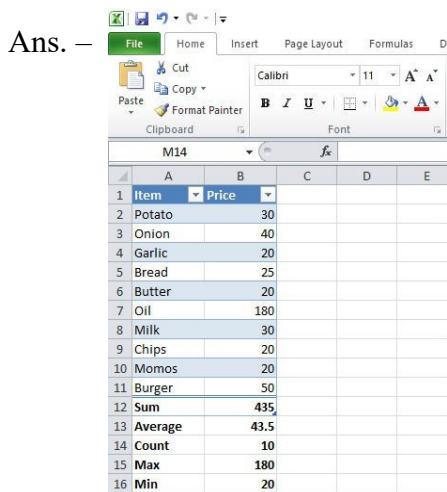 Ans. –
File Home Insert Page Layout Formulas D
Cut
Copy
Format Painter
Paste
Calibri 11 A A
B I U A
Clipboard Font
M14 fx
A B C D E
1 Item Price
2 Potato 30
3 Onion 40
4 Garlic 20
5 Bread 25
6 Butter 20
7 Oil 180
8 Milk 30
9 Chips 20
10 Momos 20
11 Burger 50
12 Sum 435
13 Average 43.5
14 Count 10
15 Max 180
16 Min 20